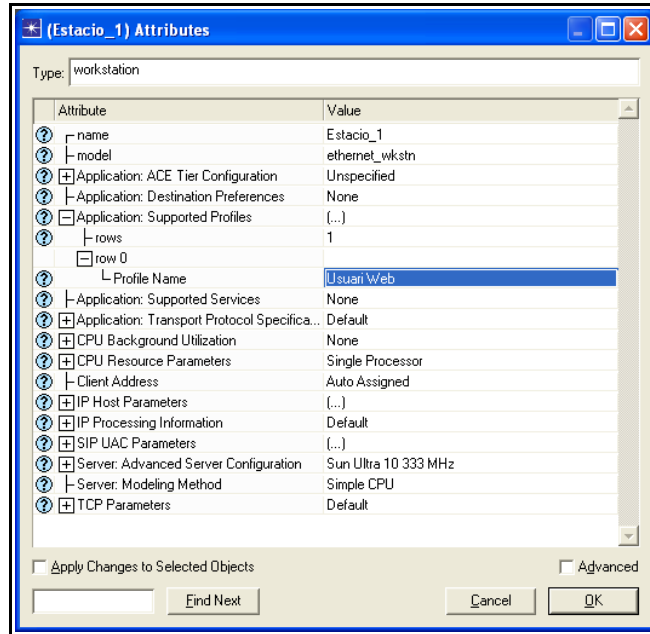 (Estacio_1) Attributes
Type: workstation
Attribute Value
name Estacio_1
model ethernet_wkstn
Application: ACE Tier Configuration Unspecified
Application: Destination Preferences None
Application: Supported Profiles (...)
rows 1
row 0
Profile Name Usuari Web
Application: Supported Services None
Application: Transport Protocol Specifica... Default
CPU Background Utilization None
CPU Resource Parameters Single Processor
Client Address Auto Assigned
IP Host Parameters (...)
IP Processing Information Default
SIP UAC Parameters (...)
Server: Advanced Server Configuration Sun Ultra 10 333 MHz
Server: Modeling Method Simple CPU
TCP Parameters Default
Apply Changes to Selected Objects Advanced
Find Next Cancel OK